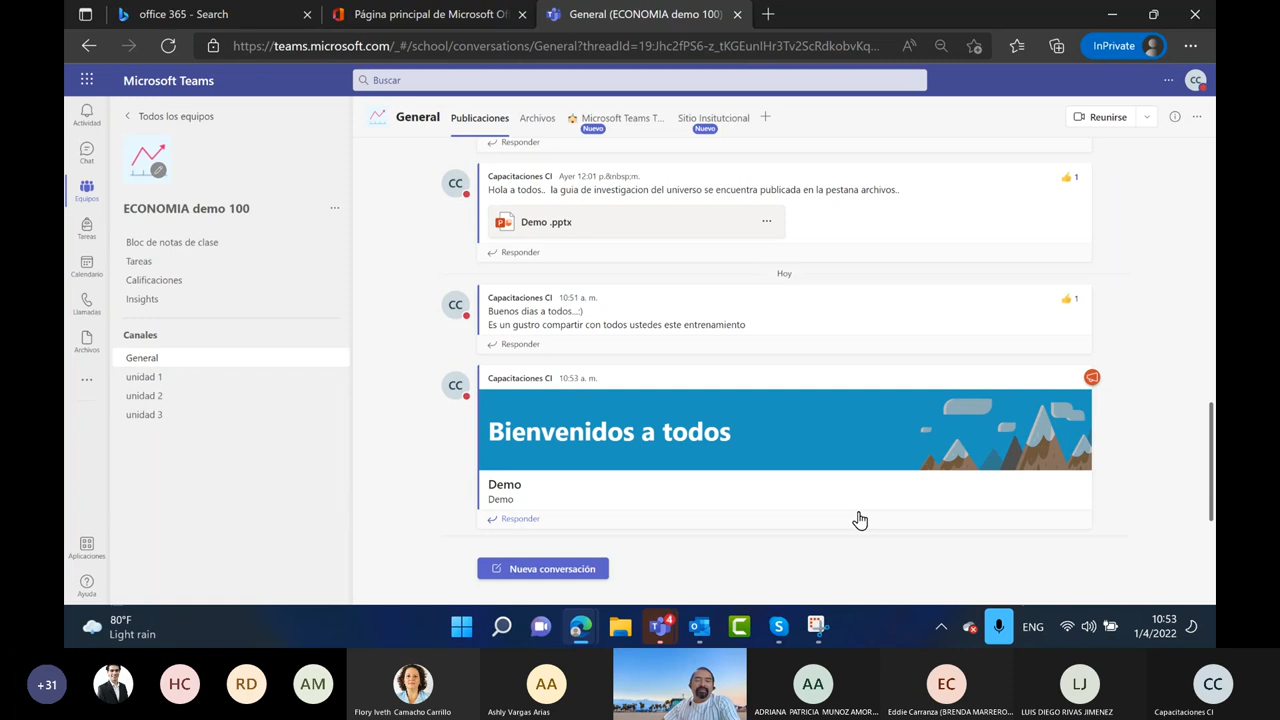 office 365 - Search
Página principal de Microsoft Of
General (ECONOMIA demo 100)
https://teams.microsoft.com/_#/school/conversations/General?threadId=19:Jhc2fPS6-z_tKGEunIHr3Tv2ScRdkobvKq...
InPrivate
Microsoft Teams
Buscar
CC
Actividad
Chat
Equipos
Tareas
Calendario
Llamadas
Archivos
Aplicaciones
Ayuda
Todos los equipos
ECONOMIA demo 100
Bloc de notas de clase
Tareas
Calificaciones
Insights
Canales
General
unidad 1
unidad 2
unidad 3
General
Publicaciones
Archivos
Microsoft Teams T...
Nuevo
Sitio Insitutcional
Nuevo
Reunirse
Responder
CC
Capacitaciones CI Ayer 12:01 p.&nbsp;m.
1
Hola a todos.. la guia de investigacion del universo se encuentra publicada en la pestana archivos..
Demo .pptx
Responder
Hoy
CC
Capacitaciones CI 10:51 a. m.
1
Buenos dias a todos...:)
Es un gustro compartir con todos ustedes este entrenamiento
Responder
CC
Capacitaciones CI 10:53 a. m.
Bienvenidos a todos
Demo
Demo
Responder
Nueva conversación
80°F
Light rain
4
ENG
10:53
1/4/2022
+31
HC
RD
AM
Flory Iveth Camacho Carrillo
AA
Ashly Vargas Arias
AA
ADRIANA PATRICIA MUNOZ AMOR...
EC
Eddie Carranza (BRENDA MARRERO...
LJ
LUIS DIEGO RIVAS JIMENEZ
CC
Capacitaciones CI